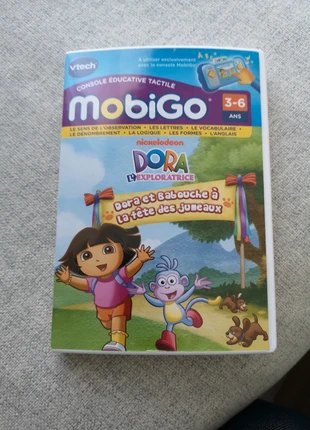 vtech
À utiliser exclusivement
avec la console MobiGo
CONSOLE ÉDUCATIVE TACTILE
MOBIGO
3-6
ANS
LE SENS DE L'OBSERVATION • LES LETTRES • LE VOCABULAIRE •
LE DÉNOMBREMENT • LA LOGIQUE • LES FORMES • L'ANGLAIS
nickelodeon
DORA
L'EXPLORATRICE
Dora et Babouche à
la fête des jumeaux